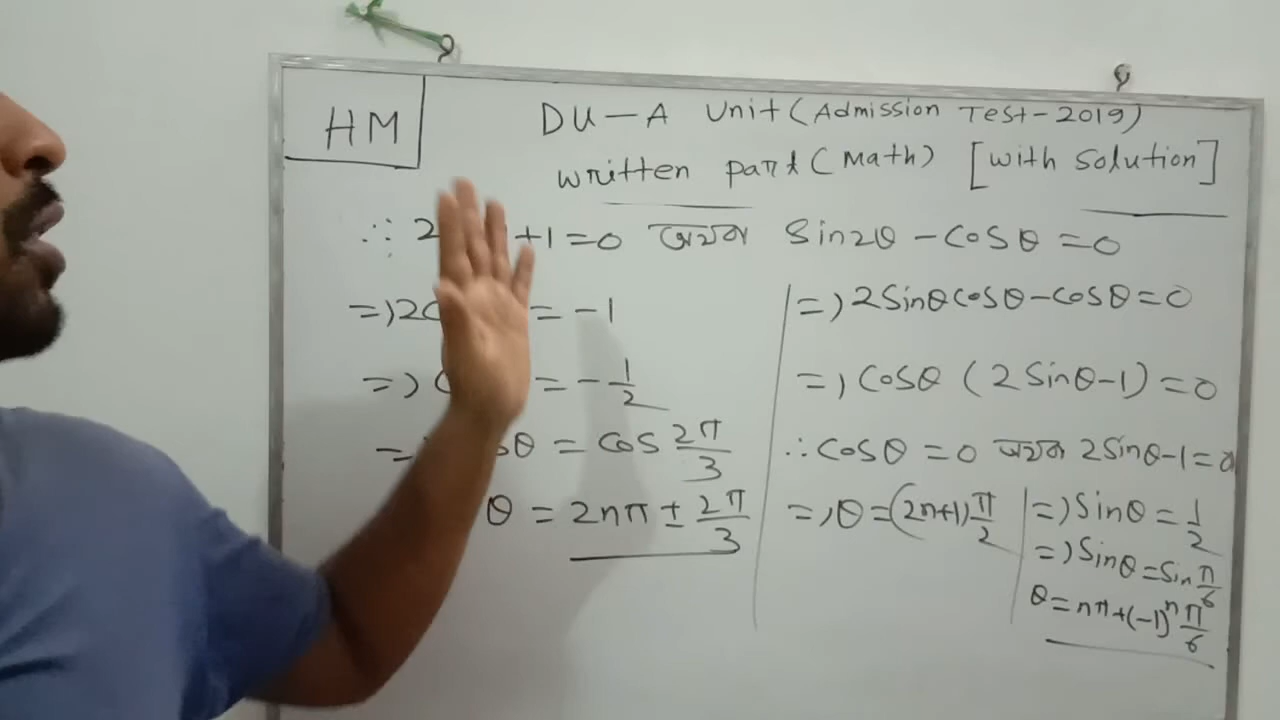 HM
DU-A Unit (Admission Test-2019)
written part (Math) [with solution]
∴ 2 +1=0 অথবা Sin2θ - cosθ = 0
=> 2c = -1
=> c = -1/2
= sθ = cos 2π/3
θ = 2nπ ± 2π/3
=> 2sinθcosθ - cosθ = 0
=> cosθ (2sinθ-1) = 0
∴ cosθ = 0 অথবা 2sinθ-1=0
=> θ = (2n+1)π/2
=> Sinθ = 1/2
=> Sinθ = Sin π/6
θ = nπ+(-1)ⁿ π/6